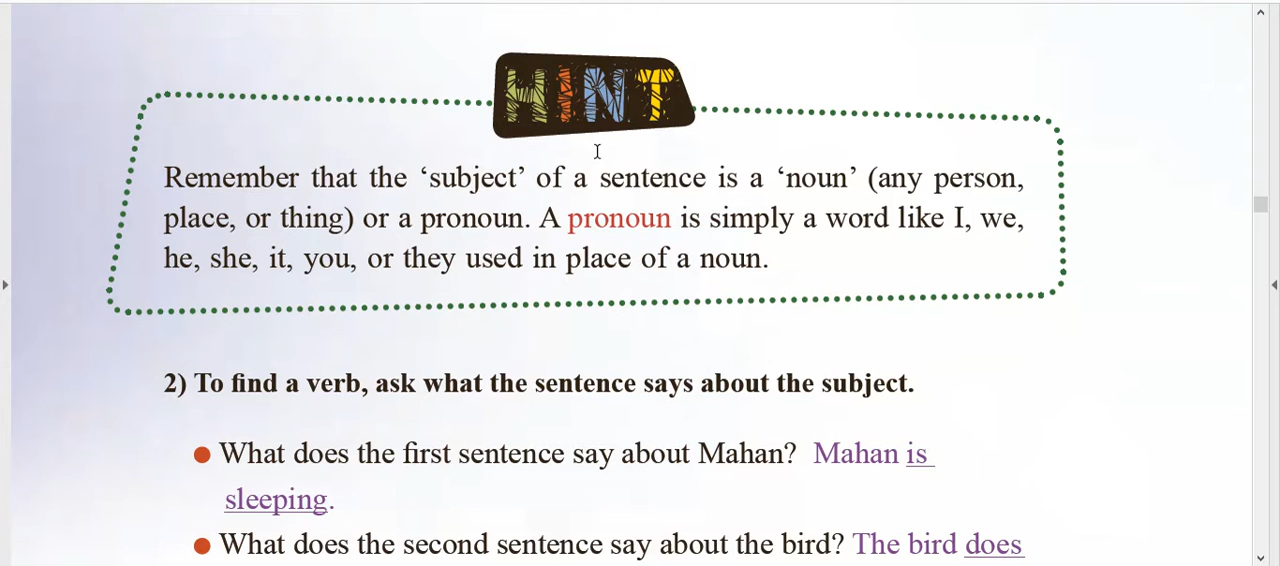 HINT
Remember that the ‘subject’ of a sentence is a ‘noun’ (any person,
place, or thing) or a pronoun. A pronoun is simply a word like I, we,
he, she, it, you, or they used in place of a noun.
2) To find a verb, ask what the sentence says about the subject.
What does the first sentence say about Mahan? Mahan is
sleeping.
What does the second sentence say about the bird? The bird does